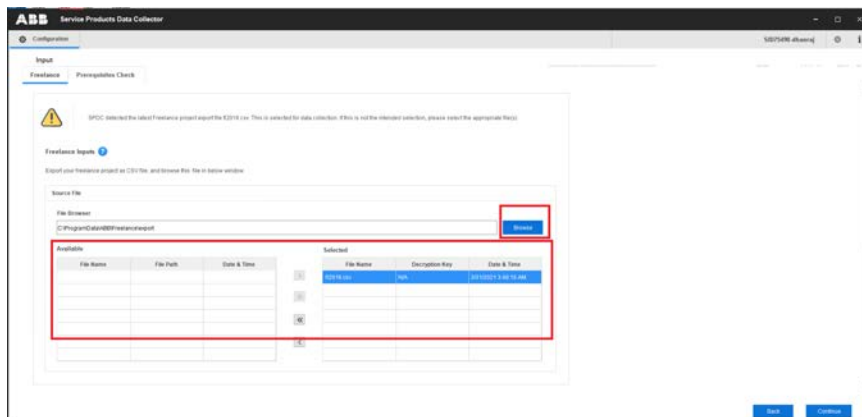 ABB Service Products Data Collector
Configuration
Input
Freelance Prerequisites Check
SPDC detected the latest Freelance project export file fl2016.csv. This is selected for data collection. If this is not the intended selection, please select the appropriate file(s)
Freelance Inputs ?
Export your freelance project as CSV file, and browse this file in below window
Source File
File Browser
C:\ProgramData\ABB\Freelance\export Browse
Available Selected
File Name File Path Date & Time File Name Decryption Key Date & Time
N/A
Back Continue